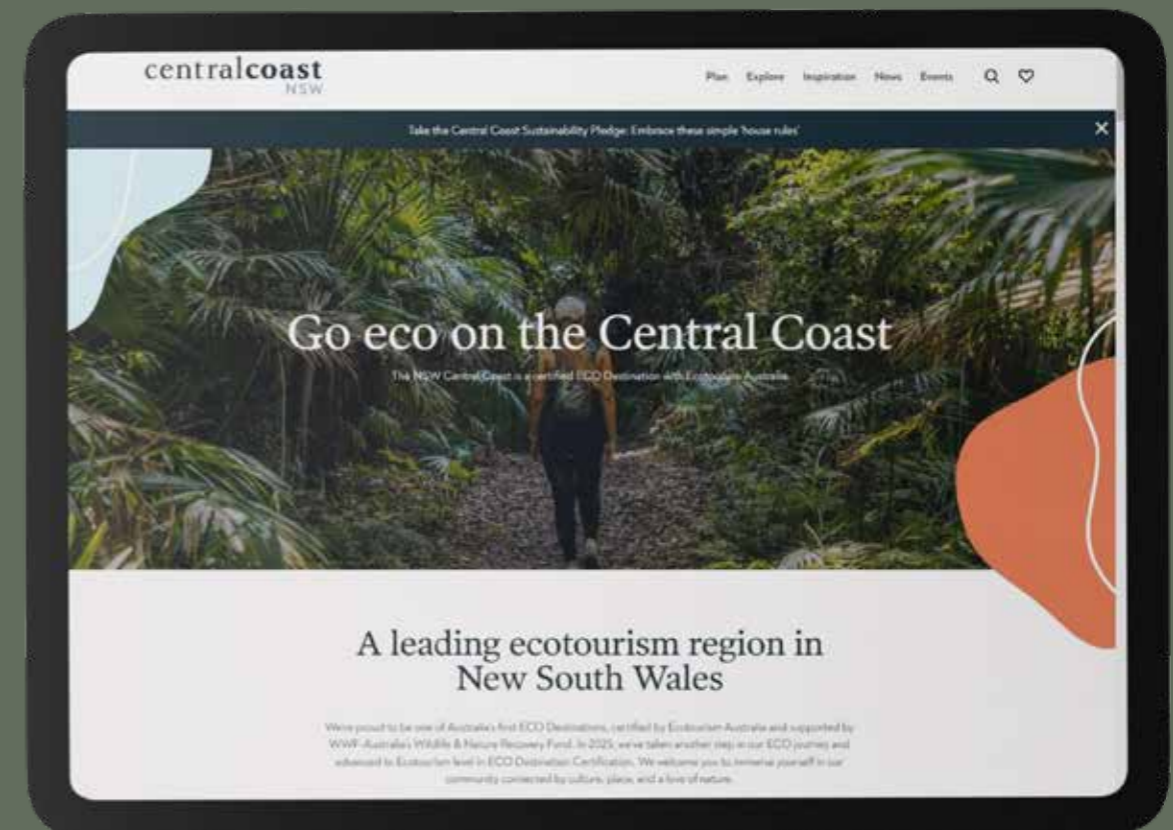 centralcoast
NSW
Plan Explore Inspiration News Events
Take the Central Coast Sustainability Pledge: Embrace these simple 'house rules'
Go eco on the Central Coast
The NSW Central Coast is a certified ECO Destination with Ecotourism Australia.
A leading ecotourism region in
New South Wales
We're proud to be one of Australia's first ECO Destinations, certified by Ecotourism Australia and supported by
WWF-Australia's Wildlife & Nature Recovery Fund. In 2025, we've taken another step in our ECO journey and
advanced to Ecotourism level in ECO Destination Certification. We welcome you to immerse yourself in our
community connected by culture, place, and a love of nature.